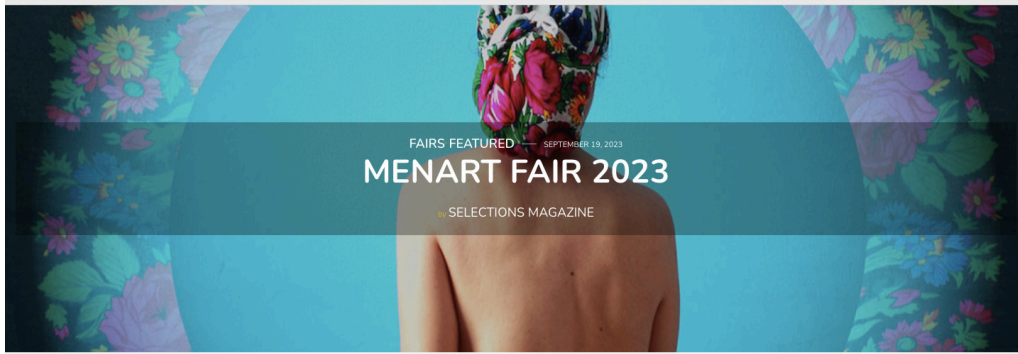 FAIRS FEATURED — SEPTEMBER 19, 2023
MENART FAIR 2023
by SELECTIONS MAGAZINE